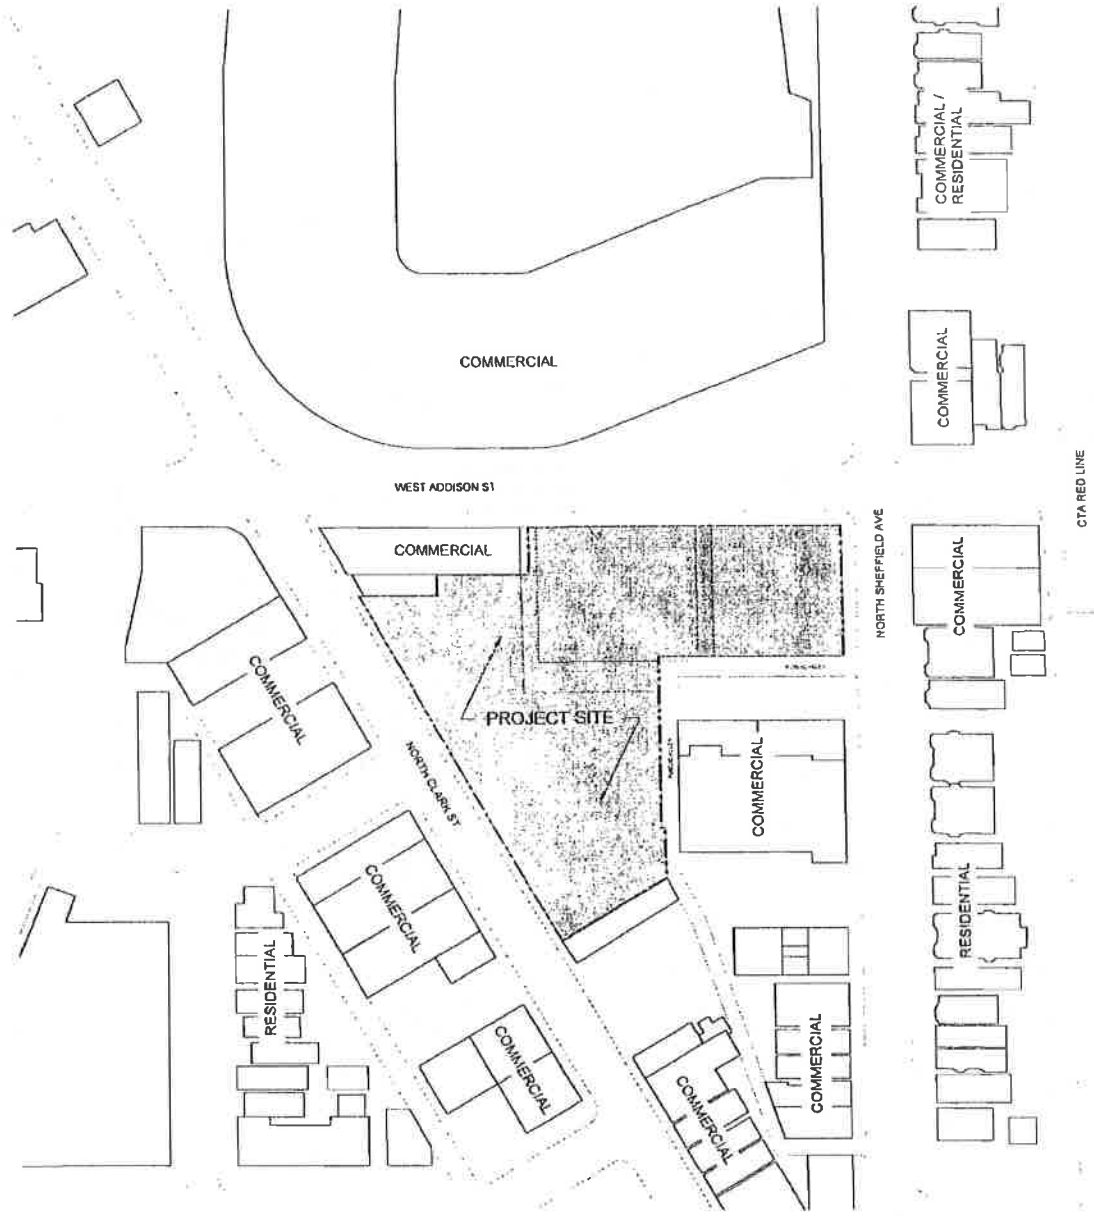 COMMERCIAL /
RESIDENTIAL
COMMERCIAL
COMMERCIAL
CTA RED LINE
WEST ADDISON ST
NORTH SHEFFIELD AVE
COMMERCIAL
COMMERCIAL
COMMERCIAL
PROJECT SITE
NORTH CLARK ST
COMMERCIAL
COMMERCIAL
RESIDENTIAL
RESIDENTIAL
COMMERCIAL
COMMERCIAL
COMMERCIAL